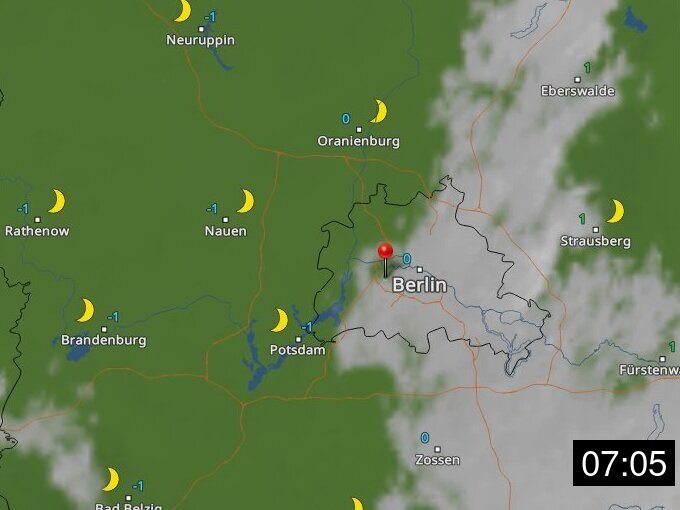 -1
Neuruppin
1
Eberswalde
0
Oranienburg
-1
Rathenow
-1
Nauen
1
Strausberg
0
Berlin
-1
Brandenburg
-1
Potsdam
1
Fürstenwa
0
Zossen
07:05
-1
Bad Belzig